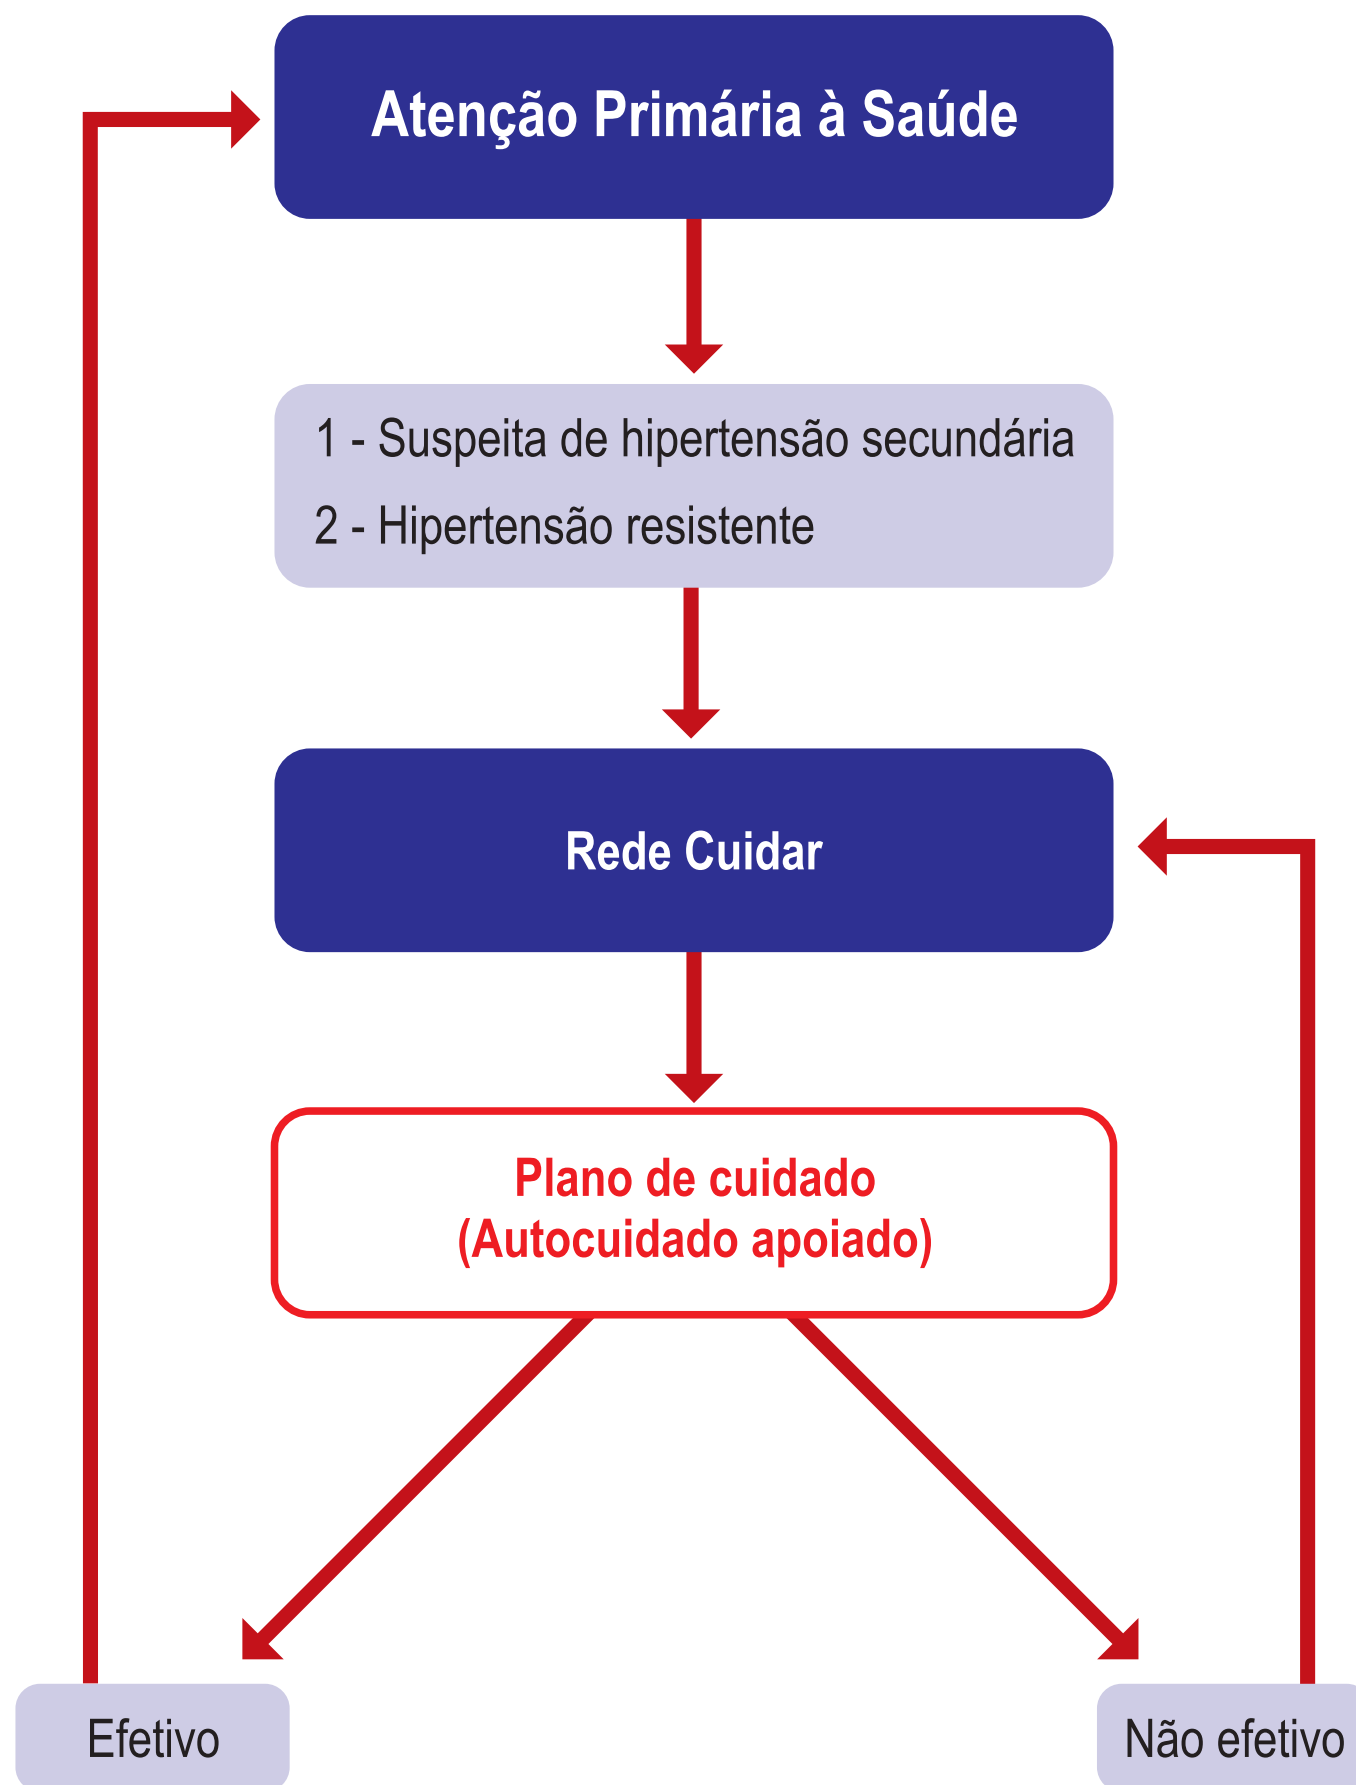 Atenção Primária à Saúde
1 - Suspeita de hipertensão secundária
2 - Hipertensão resistente
Rede Cuidar
Plano de cuidado
(Autocuidado apoiado)
Efetivo
Não efetivo